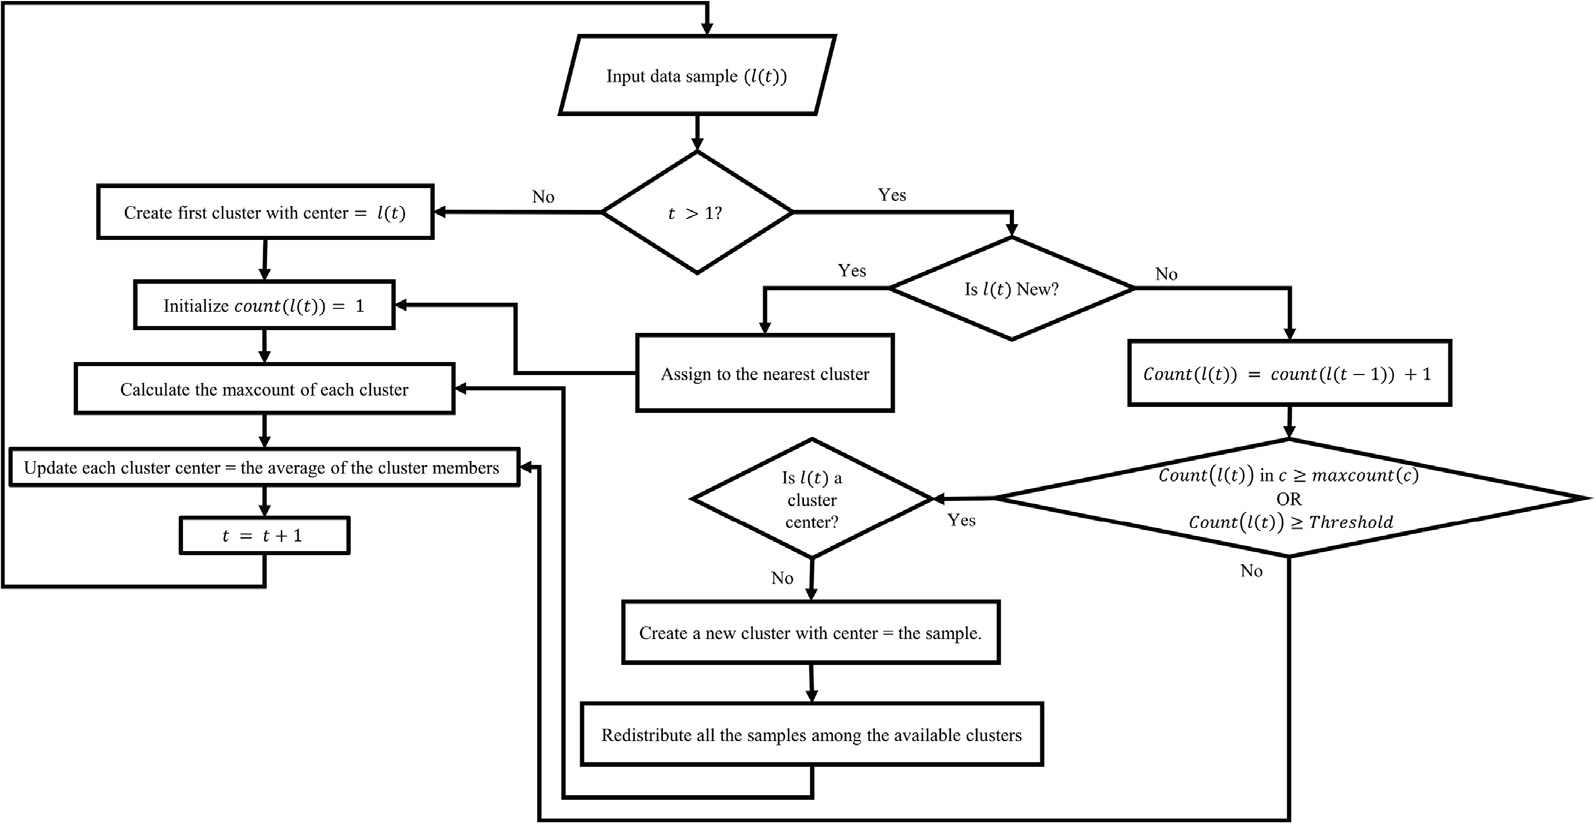 Input data sample (l(t))
t > 1?
No
Yes
Create first cluster with center = l(t)
Is l(t) New?
Yes
No
Initialize count(l(t)) = 1
Assign to the nearest cluster
Count(l(t)) = count(l(t − 1)) + 1
Calculate the maxcount of each cluster
Update each cluster center = the average of the cluster members
t = t + 1
Count(l(t)) in c ≥ maxcount(c)
OR
Count(l(t)) ≥ Threshold
Yes
No
Is l(t) a
cluster
center?
No
Create a new cluster with center = the sample.
Redistribute all the samples among the available clusters